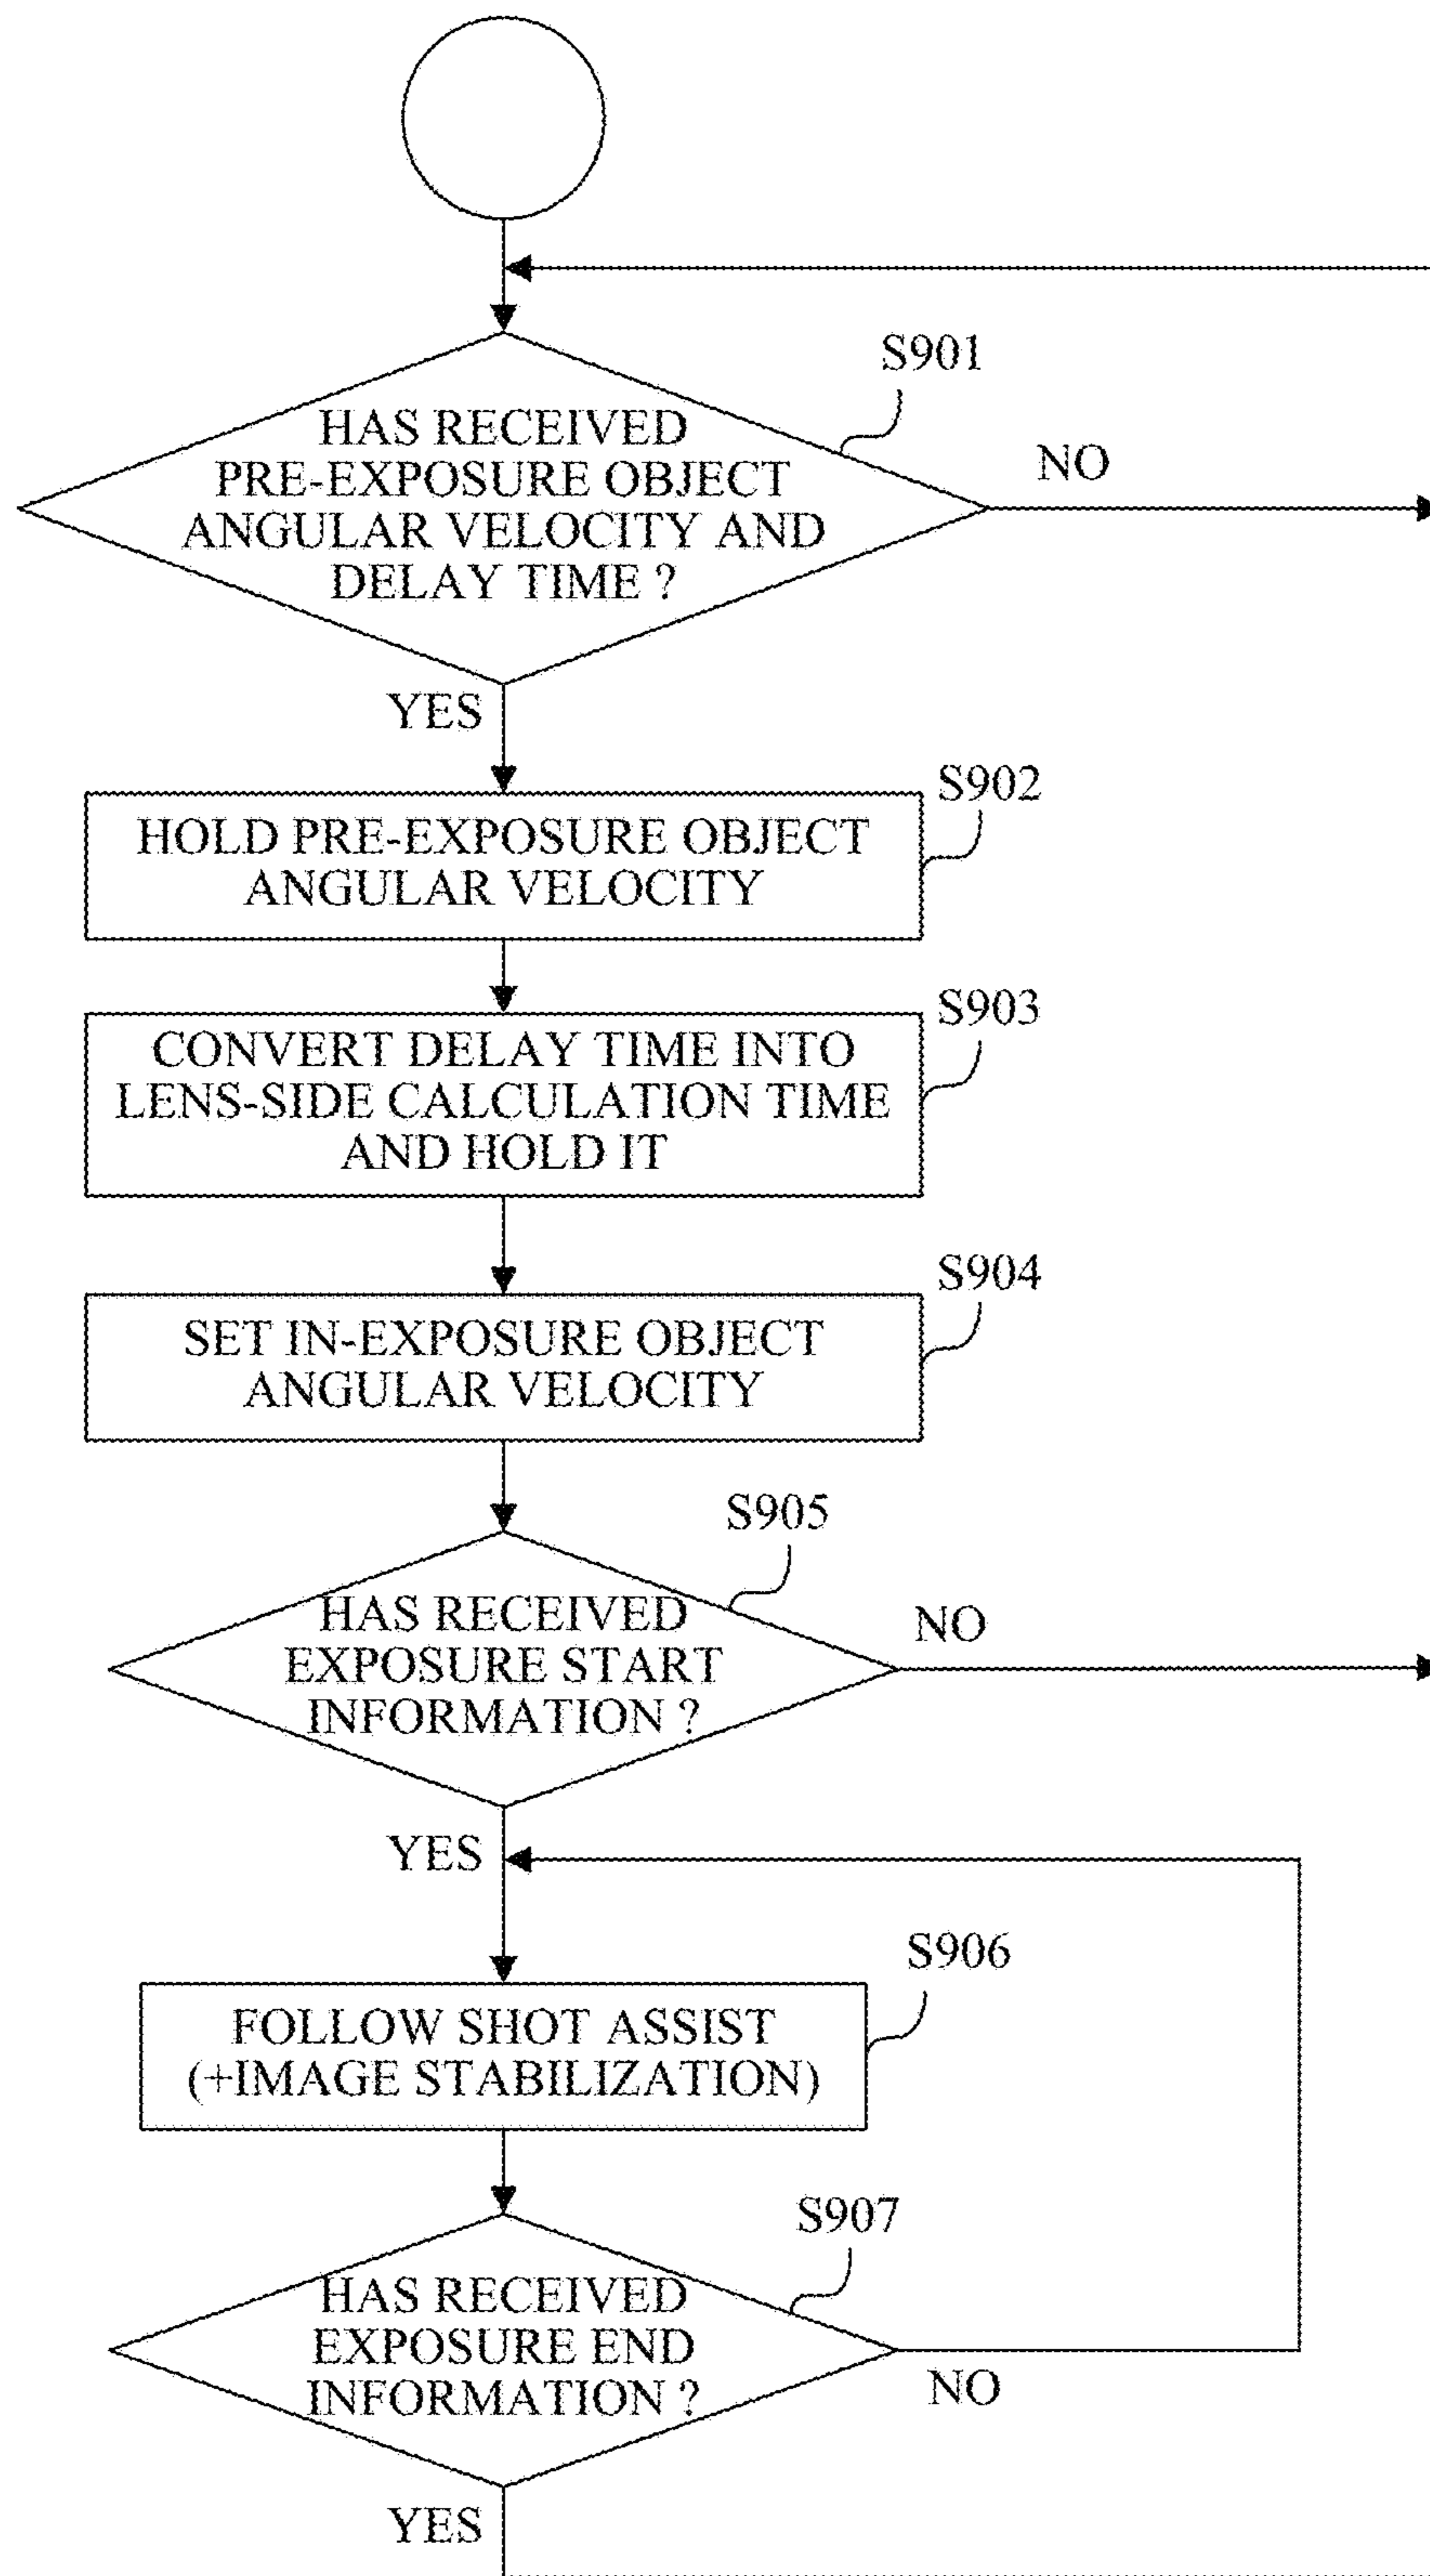 S901
HAS RECEIVED
PRE-EXPOSURE OBJECT
ANGULAR VELOCITY AND
DELAY TIME ?
NO
YES
S902
HOLD PRE-EXPOSURE OBJECT
ANGULAR VELOCITY
S903
CONVERT DELAY TIME INTO
LENS-SIDE CALCULATION TIME
AND HOLD IT
S904
SET IN-EXPOSURE OBJECT
ANGULAR VELOCITY
S905
HAS RECEIVED
EXPOSURE START
INFORMATION ?
NO
YES
S906
FOLLOW SHOT ASSIST
(+IMAGE STABILIZATION)
S907
HAS RECEIVED
EXPOSURE END
INFORMATION ?
NO
YES